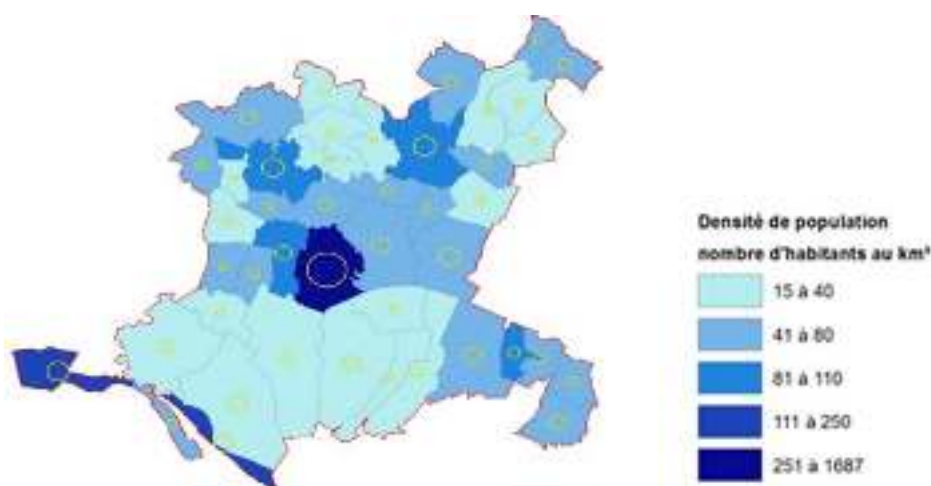 Densité de population
nombre d'habitants au km²
15 à 40
41 à 80
81 à 110
111 à 250
251 à 1687